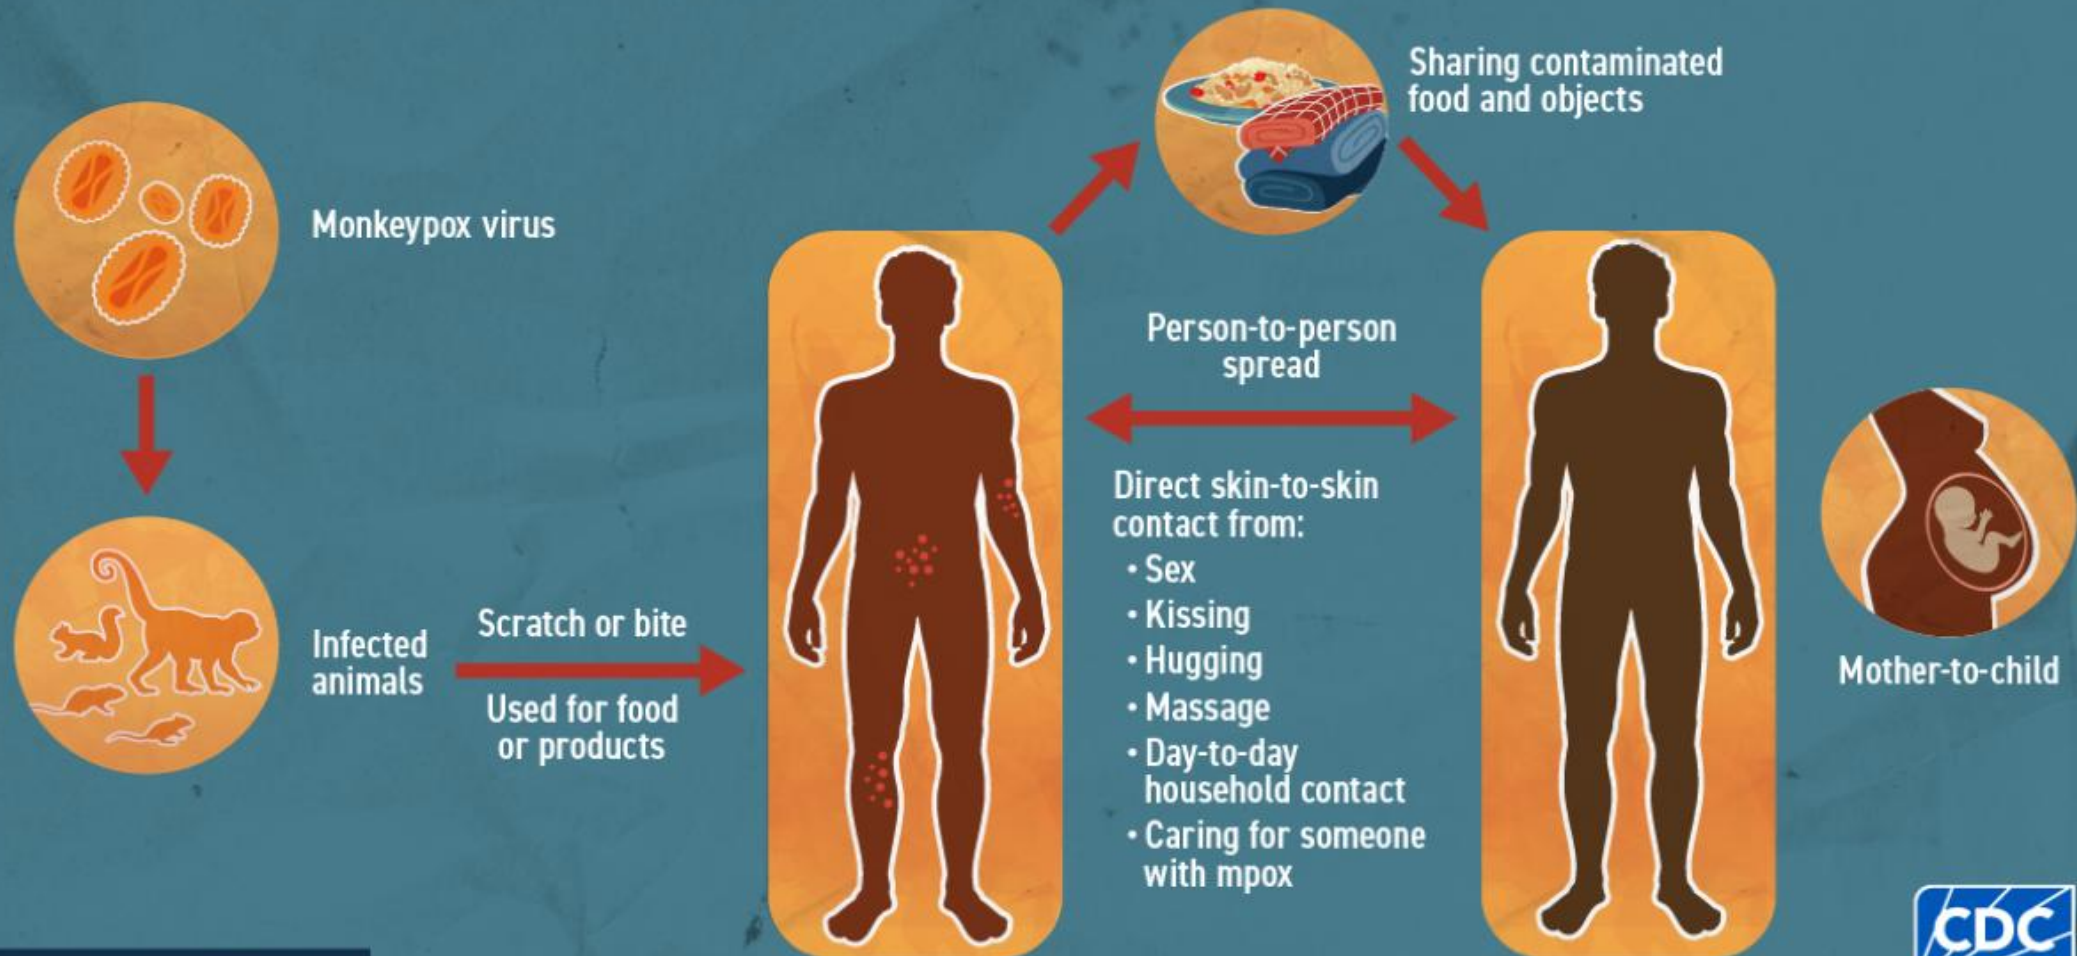 Monkeypox virus
Infected
animals
Scratch or bite
Used for food
or products
Sharing contaminated
food and objects
Person-to-person
spread
Direct skin-to-skin
contact from:
• Sex
• Kissing
• Hugging
• Massage
• Day-to-day
household contact
• Caring for someone
with mpox
Mother-to-child
CDC